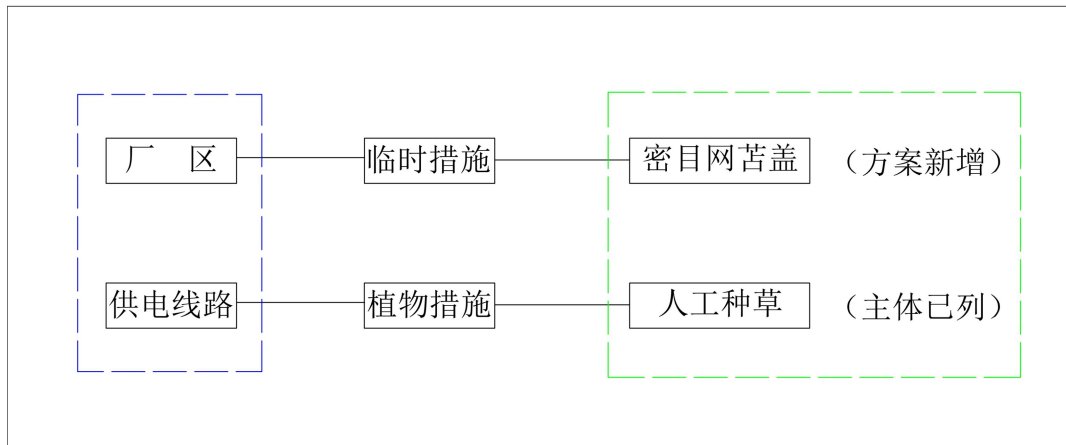 厂 区 临时措施 密目网苫盖 （方案新增）
供电线路 植物措施 人工种草 （主体已列）